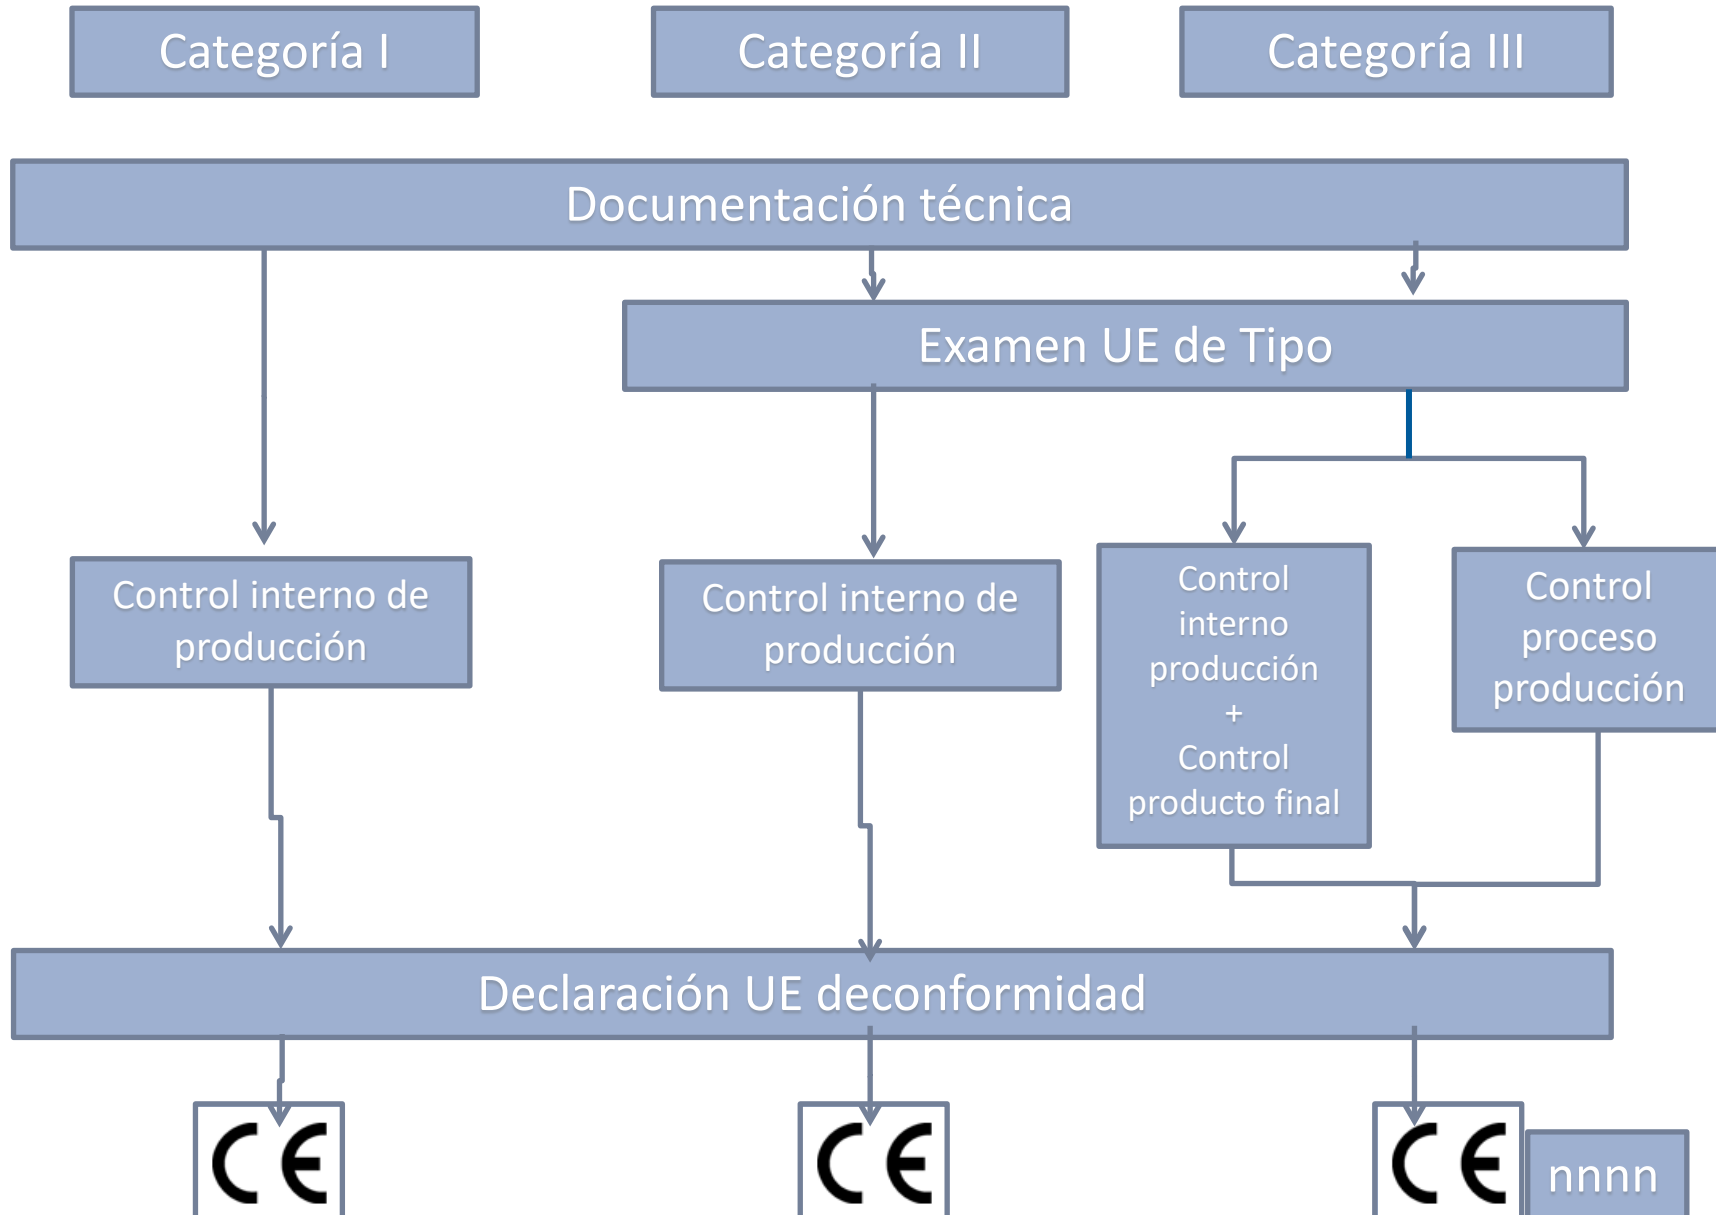 Categoría I
Categoría II
Categoría III
Documentación técnica
Examen UE de Tipo
Control interno de
producción
Control interno de
producción
Control
interno
producción
+
Control
producto final
Control
proceso
producción
Declaración UE deconformidad
CE
CE
CE
nnnn